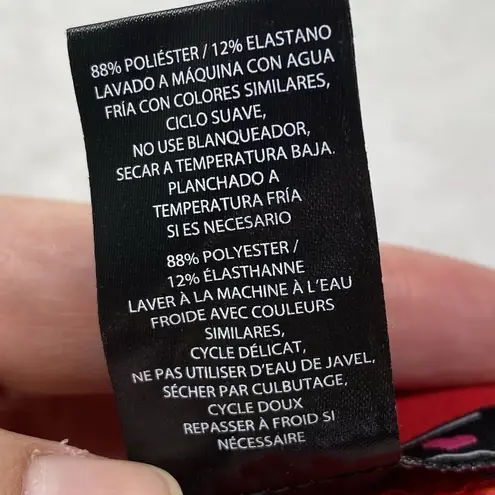 88% POLIÉSTER / 12% ELASTANO
LAVADO A MÁQUINA CON AGUA
FRÍA CON COLORES SIMILARES,
CICLO SUAVE,
NO USE BLANQUEADOR,
SECAR A TEMPERATURA BAJA.
PLANCHADO A
TEMPERATURA FRÍA
SI ES NECESARIO
88% POLYESTER /
12% ÉLASTHANNE
LAVER À LA MACHINE À L'EAU
FROIDE AVEC COULEURS
SIMILAIRES,
CYCLE DÉLICAT,
NE PAS UTILISER D'EAU DE JAVEL,
SÉCHER PAR CULBUTAGE,
CYCLE DOUX
REPASSER À FROID SI
NÉCESSAIRE